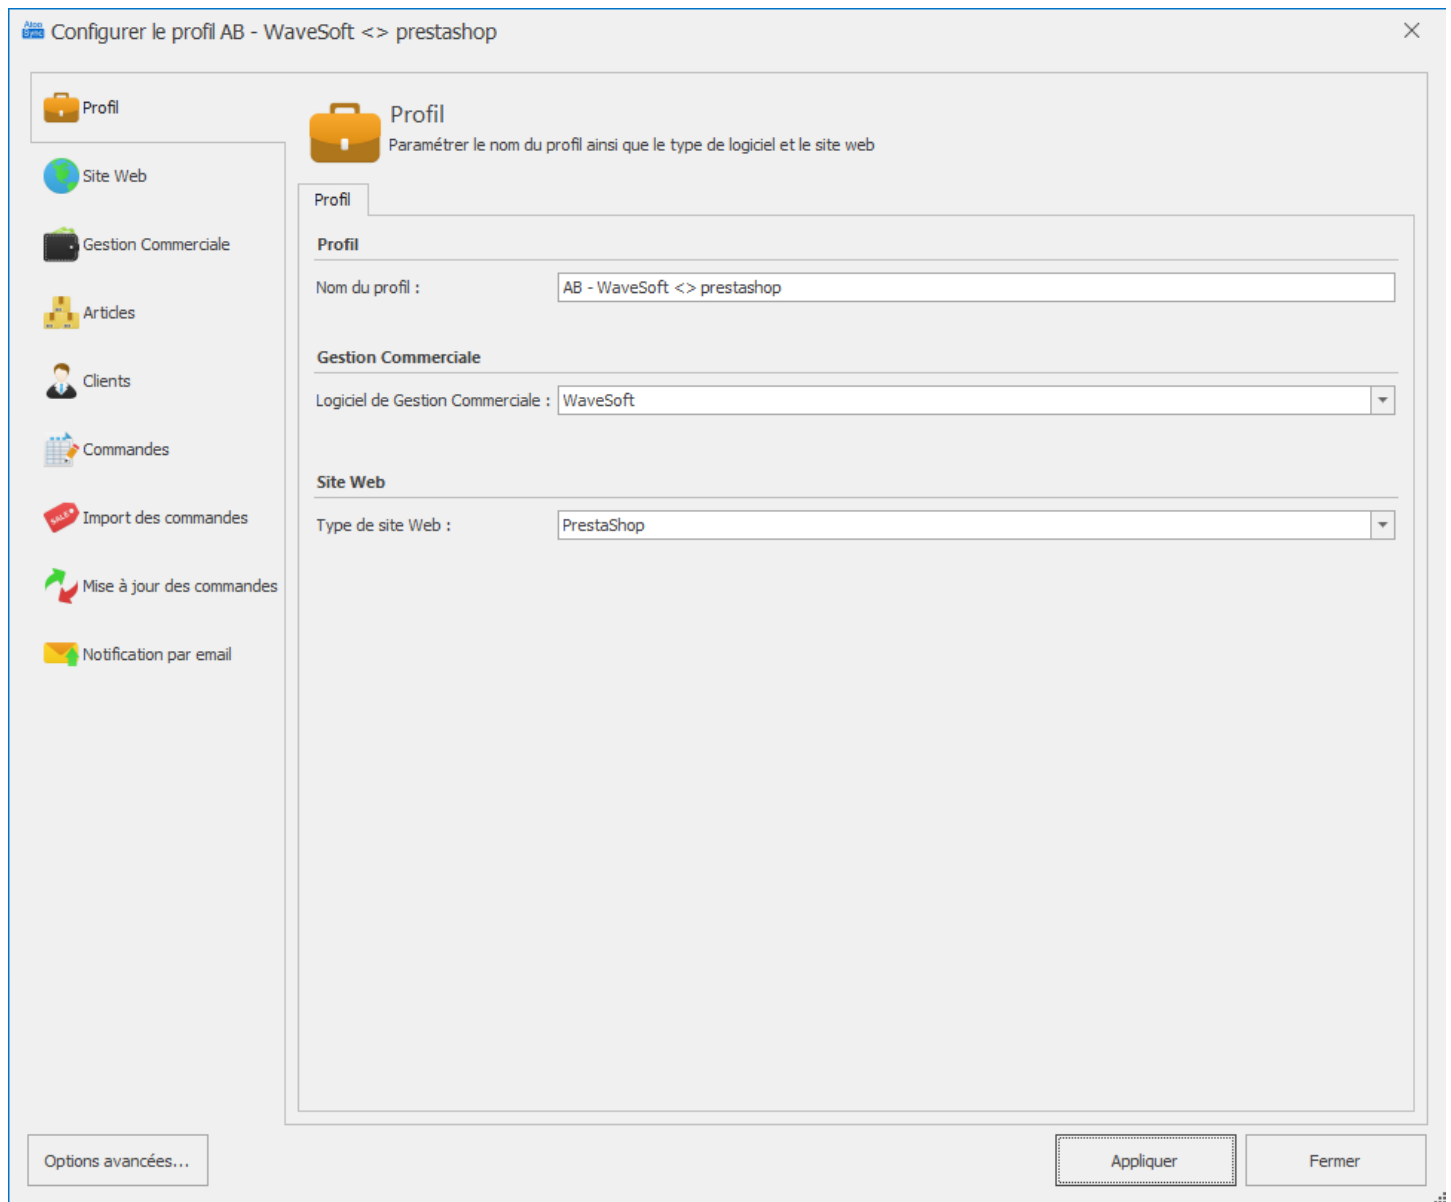 Atoo
Sync
Configurer le profil AB - WaveSoft <> prestashop
Profil
Site Web
Gestion Commerciale
Articles
Clients
Commandes
SALE
Import des commandes
Mise à jour des commandes
Notification par email
Profil
Paramétrer le nom du profil ainsi que le type de logiciel et le site web
Profil
Profil
Nom du profil : AB - WaveSoft <> prestashop
Gestion Commerciale
Logiciel de Gestion Commerciale : WaveSoft
Site Web
Type de site Web : PrestaShop
Options avancées...
Appliquer
Fermer